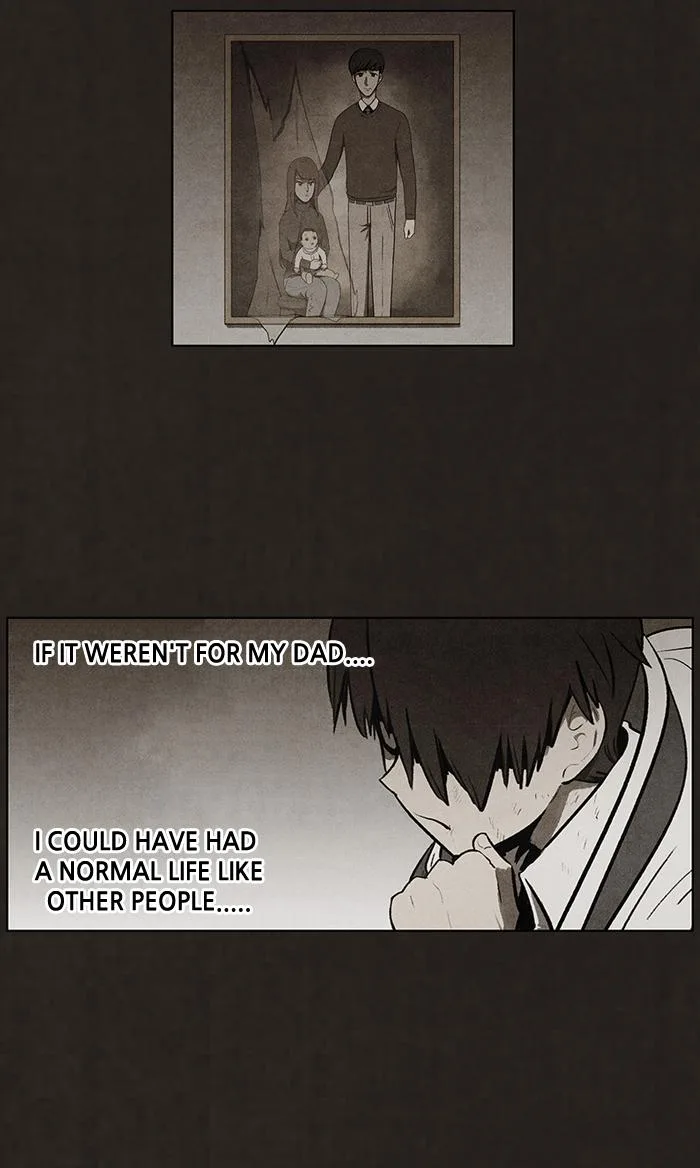 IF IT WEREN'T FOR MY DAD....
I COULD HAVE HAD
A NORMAL LIFE LIKE
OTHER PEOPLE.....